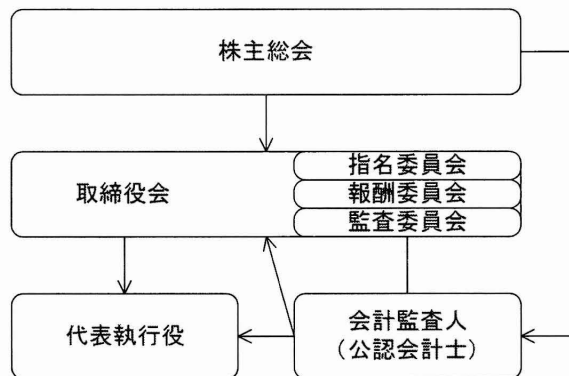 株主総会
取締役会
指名委員会
報酬委員会
監査委員会
代表執行役
会計監査人
（公認会計士）